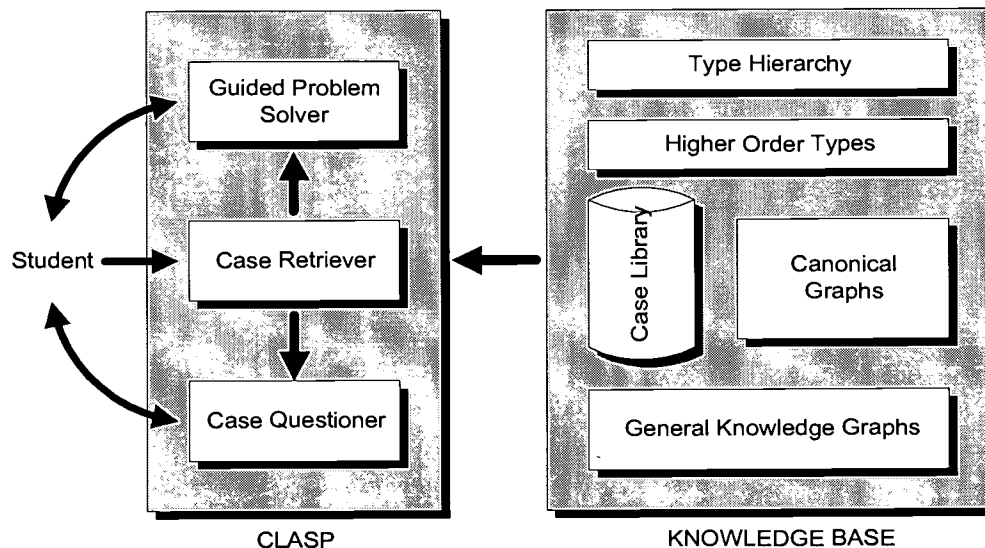 Student
Guided Problem
Solver
Case Retriever
Case Questioner
CLASP
Type Hierarchy
Higher Order Types
Case Library
Canonical
Graphs
General Knowledge Graphs
KNOWLEDGE BASE